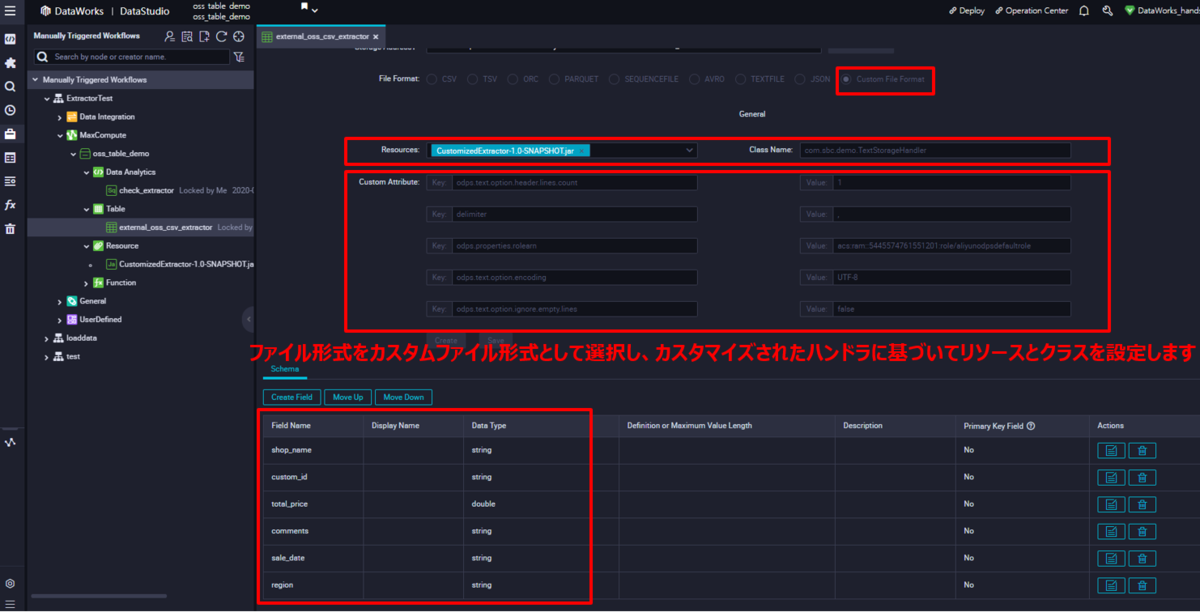 DataWorks | DataStudio
oss_table_demo
oss_table_demo
Deploy
Operation Center
DataWorks_hands
Manually Triggered Workflows
Search by node or creator name.
Manually Triggered Workflows
ExtractorTest
Data Integration
MaxCompute
oss_table_demo
Data Analytics
Sq check_extractor Locked by Me 2020-0
Table
external_oss_csv_extractor Locked by
Resource
Ja CustomizedExtractor-1.0-SNAPSHOT.ja
Function
General
UserDefined
loaddata
test
external_oss_csv_extractor
File Format: CSV TSV ORC PARQUET SEQUENCEFILE AVRO TEXTFILE JSON Custom File Format
General
Resources: CustomizedExtractor-1.0-SNAPSHOT.jar Class Name: com.sbc.demo.TextStorageHandler
Custom Attribute: Key: odps.text.option.header.lines.count Value: 1
Key: delimiter Value: ,
Key: odps.properties.rolearn Value: acs:ram::5445574761551201:role/aliyunodpsdefaultrole
Key: odps.text.option.encoding Value: UTF-8
Key: odps.text.option.ignore.empty.lines Value: false
Create Save
ファイル形式をカスタムファイル形式として選択し、カスタマイズされたハンドラに基づいてリソースとクラスを設定します
Schema
Create Field Move Up Move Down
Field Name Display Name Data Type Definition or Maximum Value Length Description Primary Key Field Actions
shop_name string No
custom_id string No
total_price double No
comments string No
sale_date string No
region string No